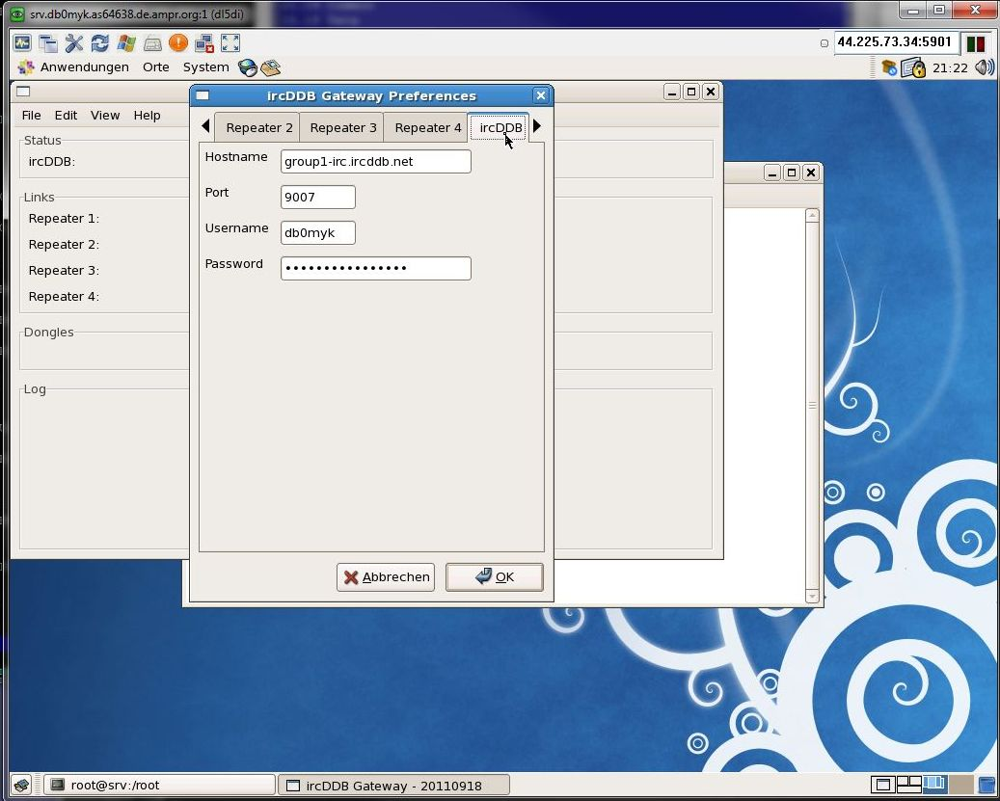 srv.db0myk.as64638.de.ampr.org:1 (dl5di)
44.225.73.34:5901
Anwendungen Orte System
21:22
ircDDB Gateway Preferences
File Edit View Help
Repeater 2 Repeater 3 Repeater 4 ircDDB
Status
ircDDB:
Links
Repeater 1:
Repeater 2:
Repeater 3:
Repeater 4:
Dongles
Log
Hostname group1-irc.ircddb.net
Port 9007
Username db0myk
Password ••••••••••••••••
Abbrechen OK
root@srv:/root
ircDDB Gateway - 20110918